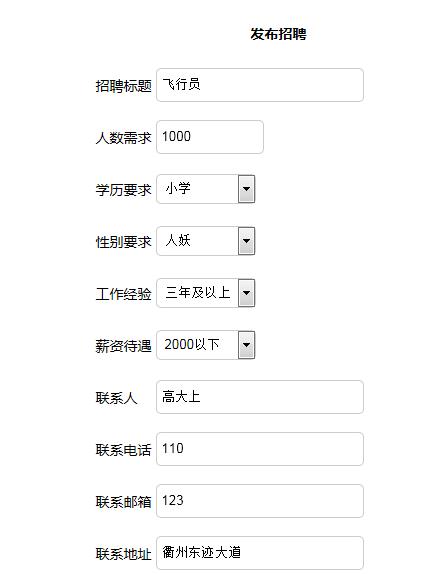 发布招聘
招聘标题 飞行员
人数需求 1000
学历要求 小学
性别要求 人妖
工作经验 三年及以上
薪资待遇 2000以下
联系人 高大上
联系电话 110
联系邮箱 123
联系地址 衢州东迹大道